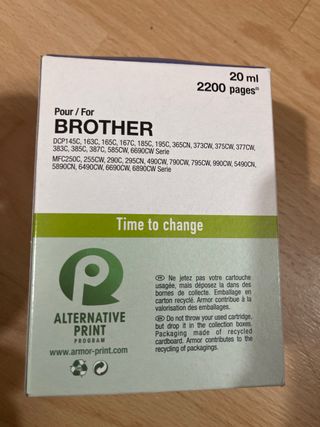 20 ml
2200 pages
Pour / For
BROTHER
DCP145C, 163C, 165C, 167C, 185C, 195C, 365CN, 373CW, 375CW, 377CW,
383C, 385C, 387C, 585CW, 6690CW Serie
MFC250C, 255CW, 290C, 295CN, 490CW, 790CW, 795CW, 990CW, 5490CN,
5890CN, 6490CW, 6690CW, 6890CW Serie
Time to change
ALTERNATIVE
PRINT
PROGRAM
www.armor-print.com
FR Ne jetez pas votre cartouche
usagée, mais déposez la dans des
bornes de collecte. Emballage en
carton recyclé. Armor contribue à la
valorisation des emballages.
Do not throw your used cartridge,
but drop it in the collection boxes.
Packaging made of recycled
cardboard. Armor contributes to the
recycling of packagings.